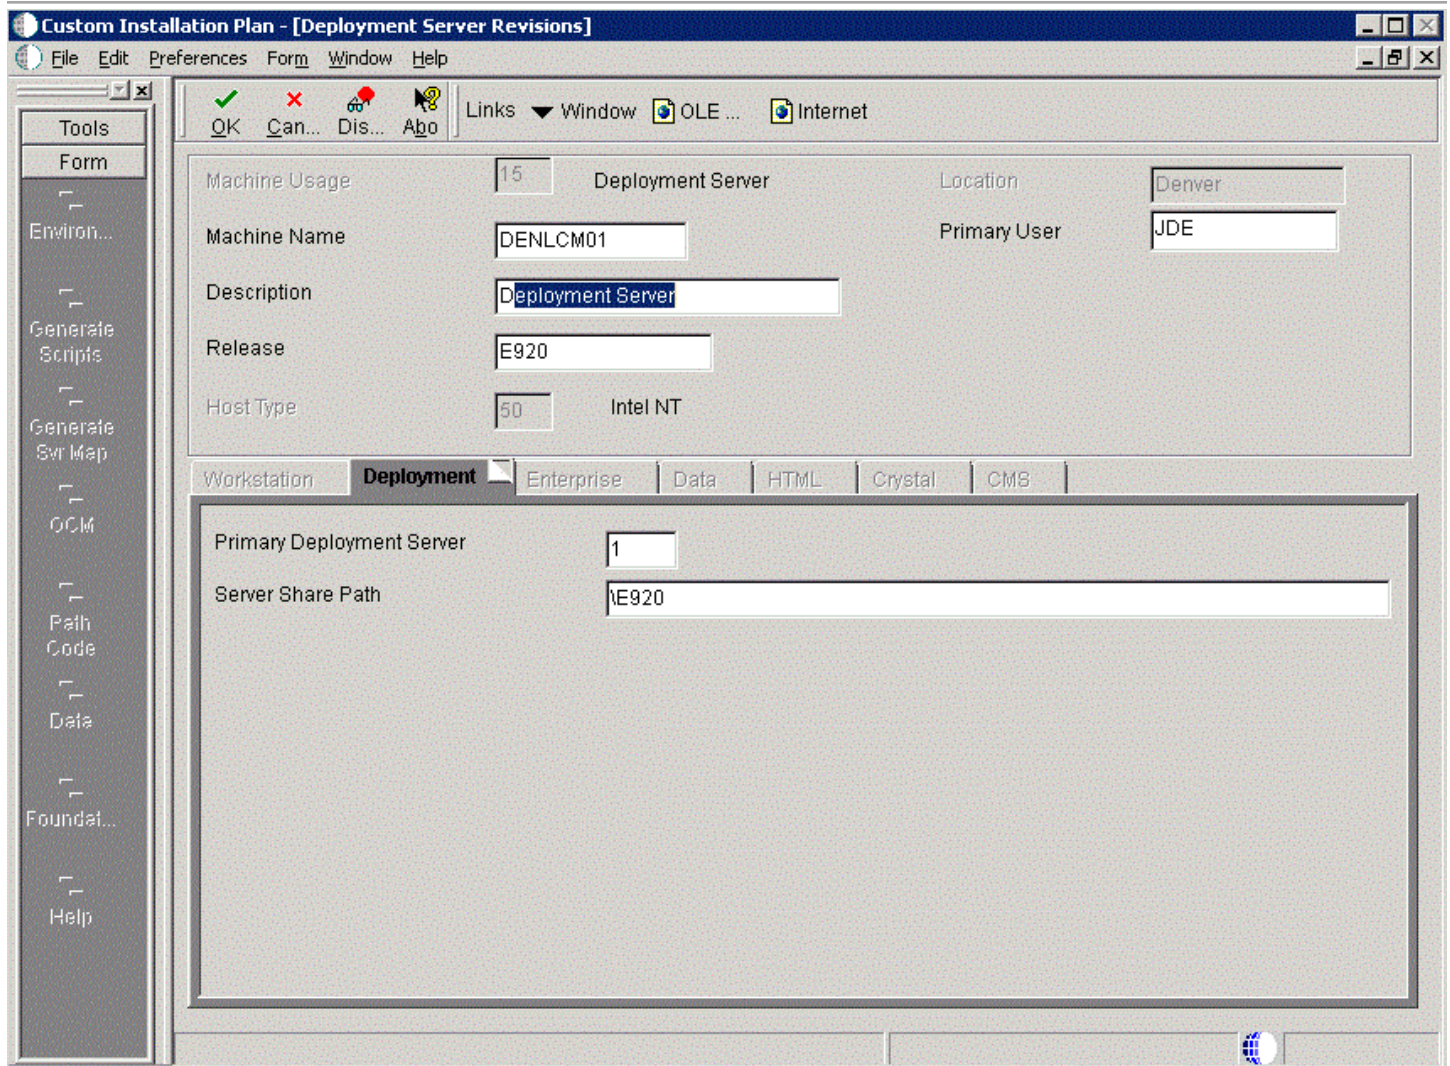 Custom Installation Plan - [Deployment Server Revisions]
File Edit Preferences Form Window Help
Tools
Form
Environ...
Generate
Scripts
Generate
Svr Map
OCM
Path
Code
Data
Foundat...
Help
OK Can... Dis... Abo Links Window OLE ... Internet
Machine Usage 15 Deployment Server Location Denver
Machine Name DENLCM01 Primary User JDE
Description Deployment Server
Release E920
Host Type 50 Intel NT
Workstation Deployment Enterprise Data HTML Crystal CMS
Primary Deployment Server 1
Server Share Path \E920